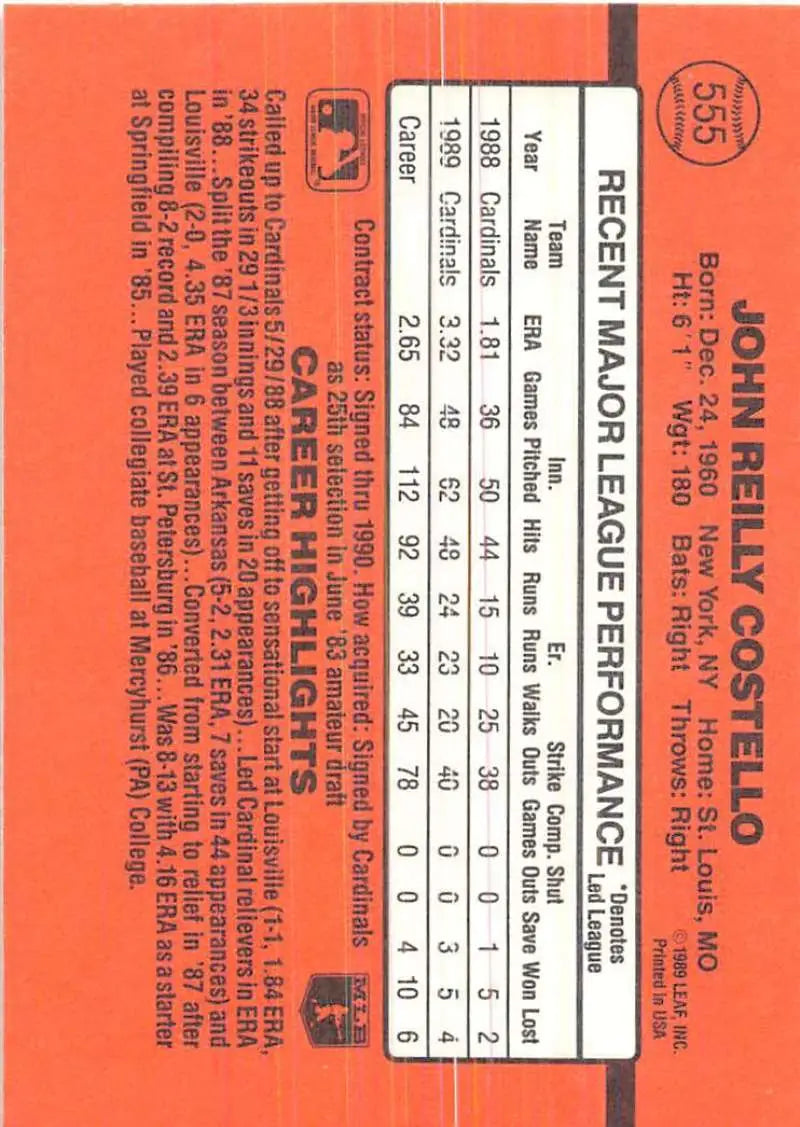 555
JOHN REILLY COSTELLO
Born: Dec. 24, 1960 New York, NY Home: St. Louis, MO
Ht: 6'1" Wgt: 180 Bats: Right Throws: Right
© 1989 LEAF, INC.
Printed in USA
RECENT MAJOR LEAGUE PERFORMANCE *Denotes
Led League
Team Inn. Er. Strike Comp. Shut
Year Name ERA Games Pitched Hits Runs Runs Walks Outs Games Outs Save Won Lost
1988 Cardinals 1.81 36 50 44 15 10 25 38 0 0 1 5 2
1989 Cardinals 3.32 48 62 48 24 23 20 40 0 0 3 5 4
Career 2.65 84 112 92 39 33 45 78 0 0 4 10 6
Contract status: Signed thru 1990. How acquired: Signed by Cardinals
as 25th selection in June '83 amateur draft
MLB
CAREER HIGHLIGHTS
Called up to Cardinals 5/29/88 after getting off to sensational start at Louisville (1-1, 1.84 ERA,
34 strikeouts in 29 1/3 innings and 11 saves in 20 appearances)...Led Cardinal relievers in ERA
in '88...Split the '87 season between Arkansas (5-2, 2.31 ERA, 7 saves in 44 appearances) and
Louisville (2-0, 4.35 ERA in 6 appearances)...Converted from starting to relief in '87 after
compiling 8-2 record and 2.39 ERA at St. Petersburg in '86...Was 8-13 with 4.16 ERA as a starter
at Springfield in '85...Played collegiate baseball at Mercyhurst (PA) College.